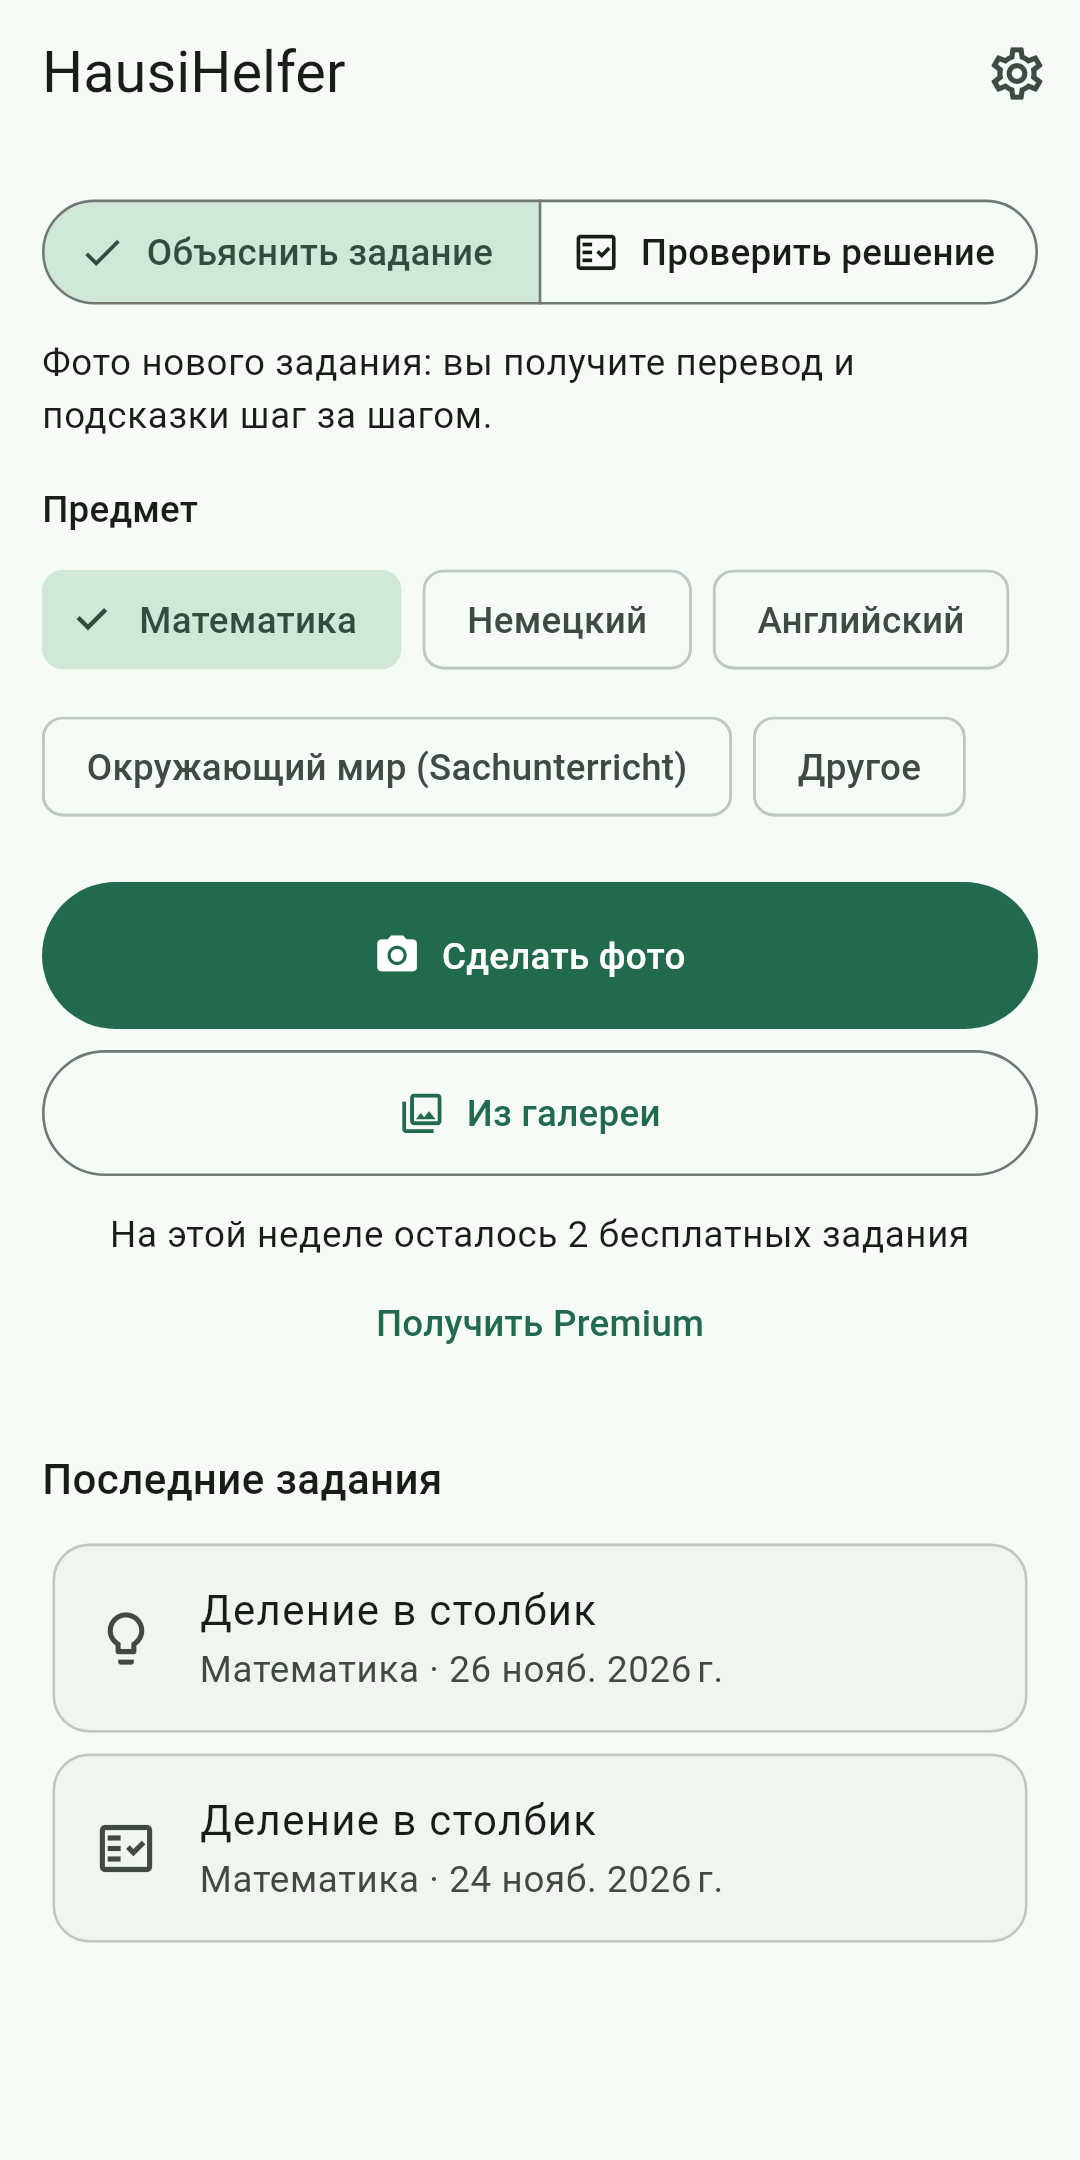 HausiHelfer
Объяснить задание
Проверить решение
Фото нового задания: вы получите перевод и
подсказки шаг за шагом.
Предмет
Математика
Немецкий
Английский
Окружающий мир (Sachunterricht)
Другое
Сделать фото
Из галереи
На этой неделе осталось 2 бесплатных задания
Получить Premium
Последние задания
Деление в столбик
Математика · 26 нояб. 2026 г.
Деление в столбик
Математика · 24 нояб. 2026 г.